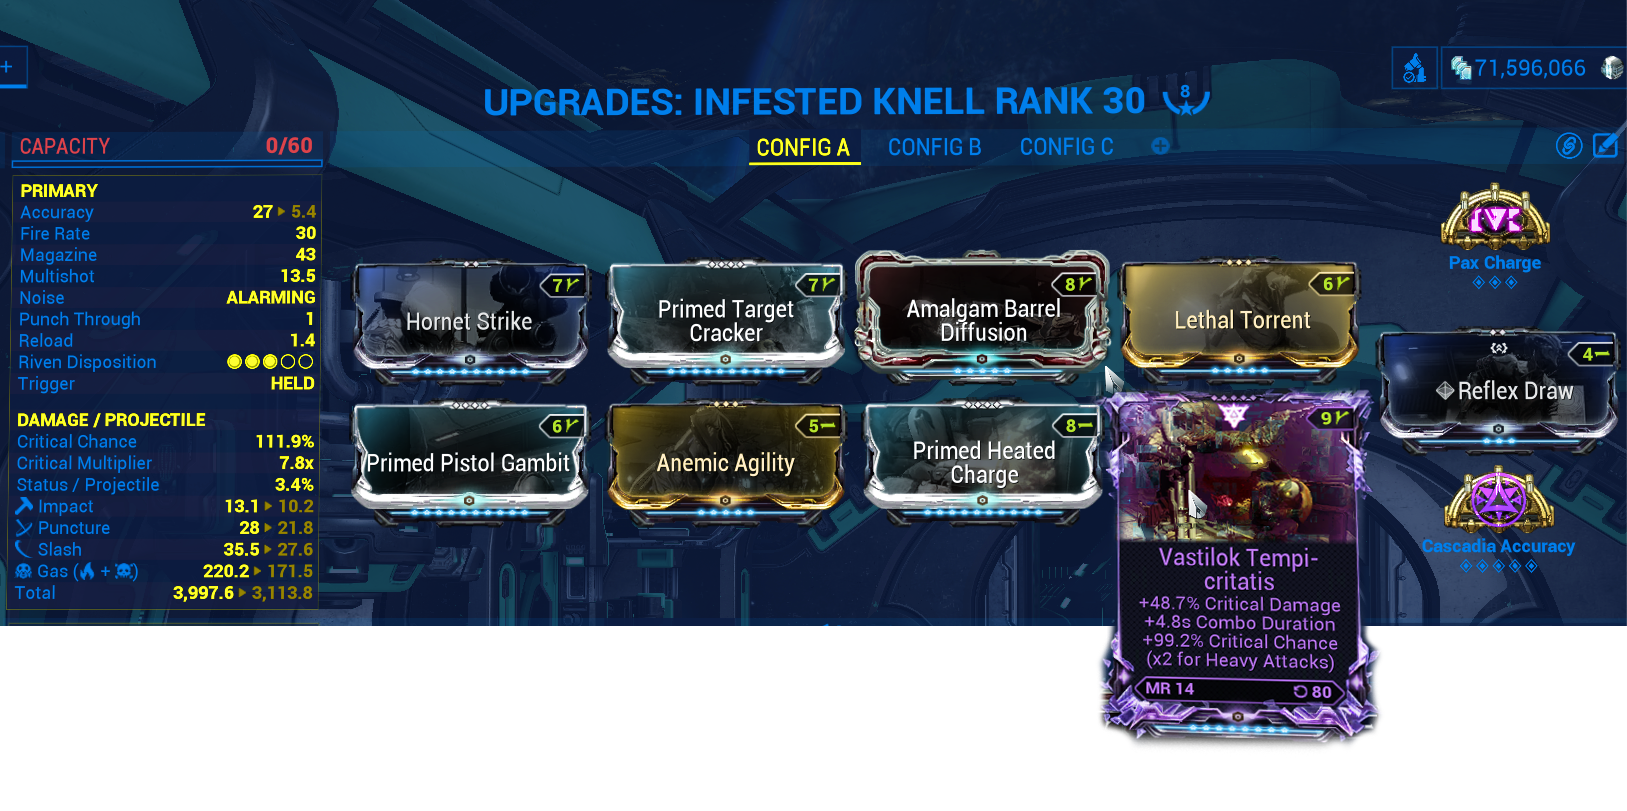 +
71,596,066
UPGRADES: INFESTED KNELL RANK 30
8
CAPACITY 0/60
CONFIG A CONFIG B CONFIG C
PRIMARY
Accuracy 27 ▸ 5.4
Fire Rate 30
Magazine 43
Multishot 13.5
Noise ALARMING
Punch Through 1
Reload 1.4
Riven Disposition
Trigger HELD
DAMAGE / PROJECTILE
Critical Chance 111.9%
Critical Multiplier 7.8x
Status / Projectile 3.4%
Impact 13.1 ▸ 10.2
Puncture 28 ▸ 21.8
Slash 35.5 ▸ 27.6
Gas ( + ) 220.2 ▸ 171.5
Total 3,997.6 ▸ 3,113.8
7
Hornet Strike
7
Primed Target
Cracker
8
Amalgam Barrel
Diffusion
6
Lethal Torrent
Pax Charge
4
Reflex Draw
6
Primed Pistol Gambit
5
Anemic Agility
8
Primed Heated
Charge
9
Vastilok Tempi-
critatis
+48.7% Critical Damage
+4.8s Combo Duration
+99.2% Critical Chance
(x2 for Heavy Attacks)
MR 14 80
Cascadia Accuracy